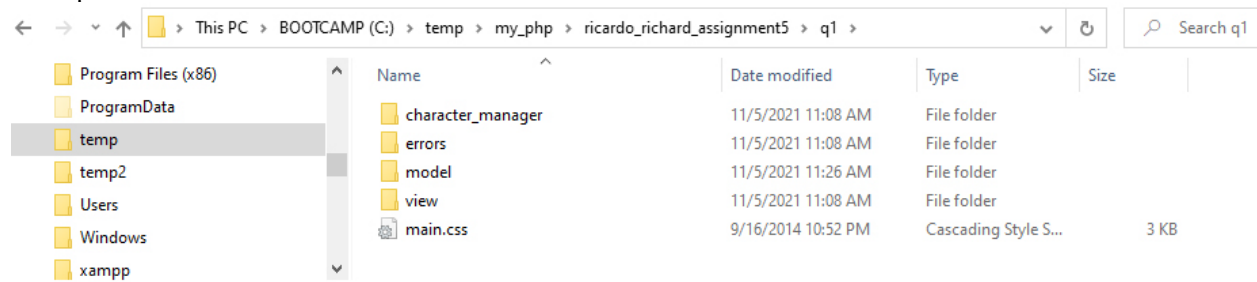 This PC > BOOTCAMP (C:) > temp > my_php > ricardo_richard_assignment5 > q1 > Search q1
Program Files (x86) Name Date modified Type Size
ProgramData character_manager 11/5/2021 11:08 AM File folder
temp errors 11/5/2021 11:08 AM File folder
temp2 model 11/5/2021 11:26 AM File folder
Users view 11/5/2021 11:08 AM File folder
Windows main.css 9/16/2014 10:52 PM Cascading Style S... 3 KB
xampp